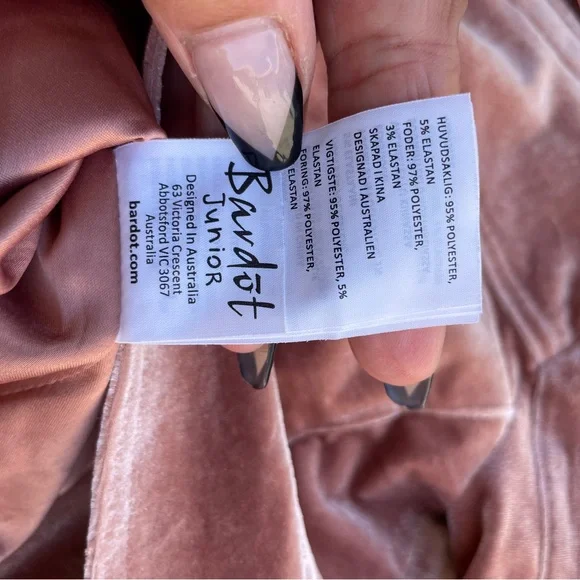 Bardot
JunioR
Designed in Australia
63 Victoria Crescent
Abbotsford VIC 3067
Australia
bardot.com
HUVUDSAKLIG: 95% POLYESTER,
5% ELASTAN
FODER: 97% POLYESTER,
3% ELASTAN
SKAPAD I KINA
DESIGNAD I AUSTRALIEN
VIGTIGSTE: 95% POLYESTER, 5%
ELASTAN
FORING: 97% POLYESTER,
ELASTAN